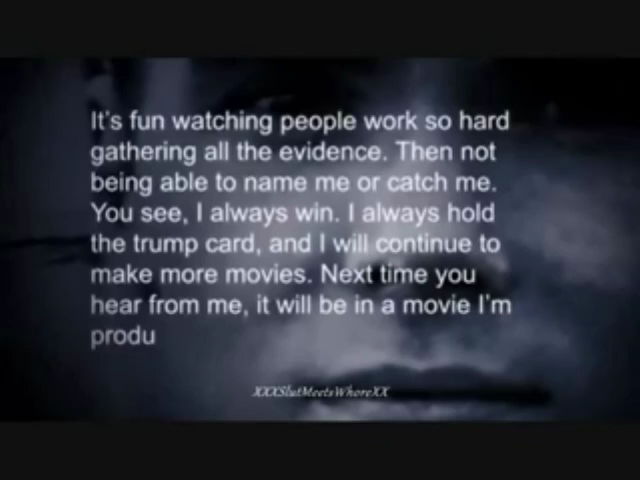 It's fun watching people work so hard
gathering all the evidence. Then not
being able to name me or catch me.
You see, I always win. I always hold
the trump card, and I will continue to
make more movies. Next time you
hear from me, it will be in a movie I'm
produ
XXXSlutMeetsWhoreXX